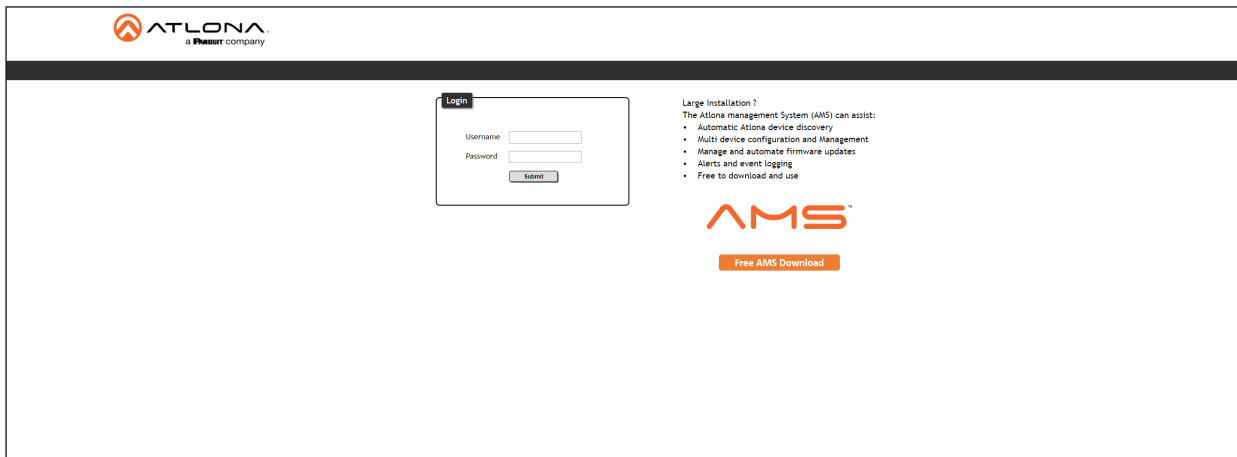 ATLONA.
a PANDUIT company
Login
Username
Password
Submit
Large Installation ?
The Atlona management System (AMS) can assist:
• Automatic Atlona device discovery
• Multi device configuration and Management
• Manage and automate firmware updates
• Alerts and event logging
• Free to download and use
AMS™
Free AMS Download